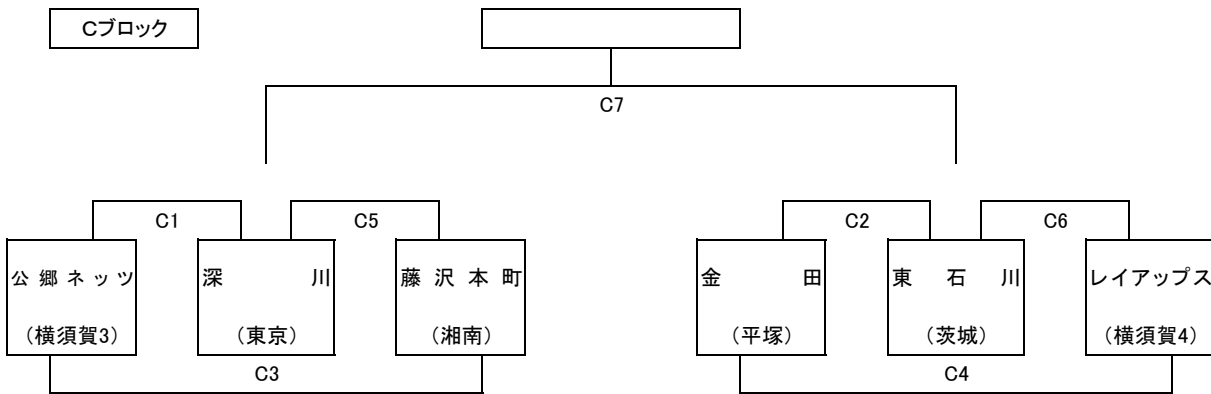 Cブロック
C7
C1 C5 C2 C6
公郷ネッツ 深川 藤沢本町 金田 東石川 レイアップス
(横須賀3) (東京) (湘南) (平塚) (茨城) (横須賀4)
C3 C4